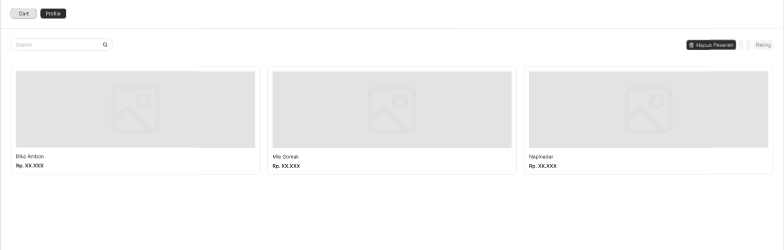 Cart
Profile
Search
Hapus Pesanan
Rating
Bika Ambon
Rp. XX.XXX
Mie Gomak
Rp. XX.XXX
Napinadar
Rp. XX.XXX